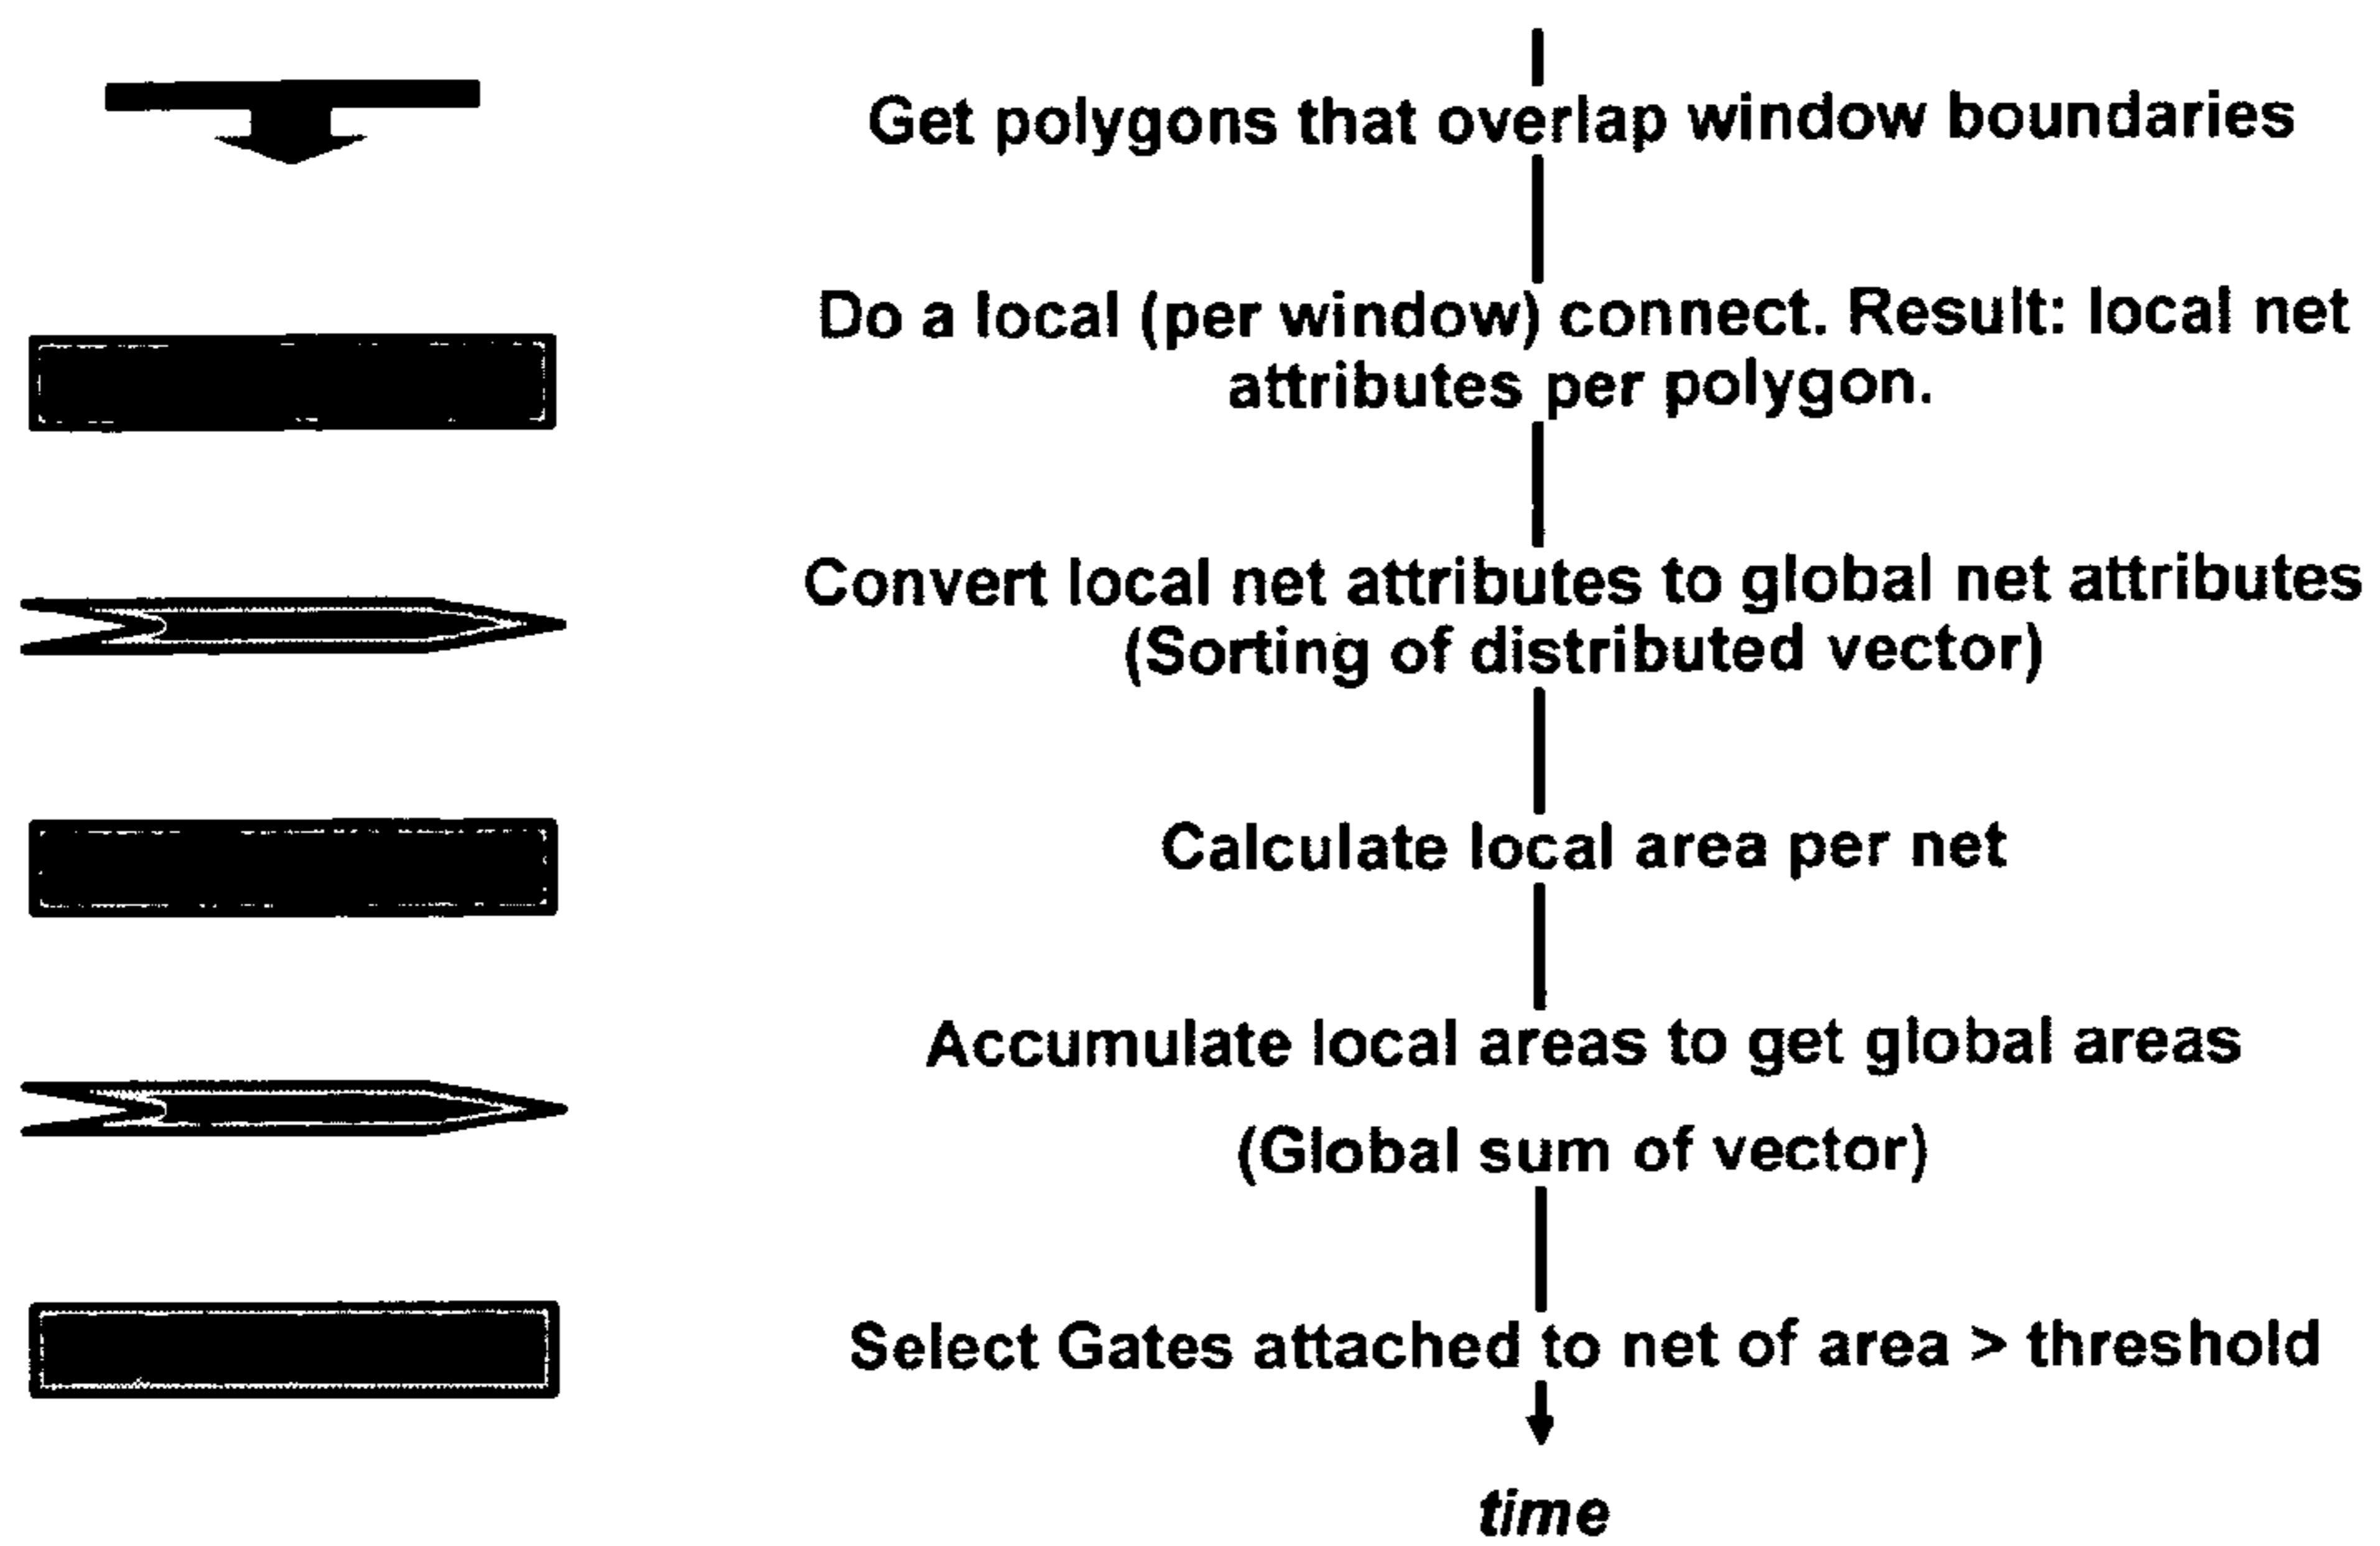 Get polygons that overlap window boundaries
Do a local (per window) connect. Result: local net
attributes per polygon.
Convert local net attributes to global net attributes
(Sorting of distributed vector)
Calculate local area per net
Accumulate local areas to get global areas
(Global sum of vector)
Select Gates attached to net of area > threshold
time